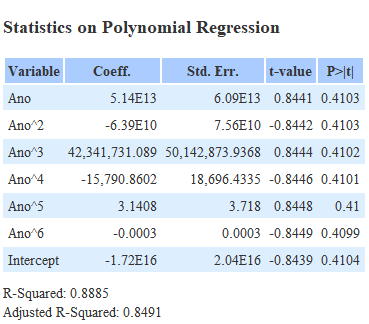 Statistics on Polynomial Regression
Variable Coeff. Std. Err. t-value P>|t|
Ano 5.14E13 6.09E13 0.8441 0.4103
Ano^2 -6.39E10 7.56E10 -0.8442 0.4103
Ano^3 42,341,731.089 50,142,873.9368 0.8444 0.4102
Ano^4 -15,790.8602 18,696.4335 -0.8446 0.4101
Ano^5 3.1408 3.718 0.8448 0.41
Ano^6 -0.0003 0.0003 -0.8449 0.4099
Intercept -1.72E16 2.04E16 -0.8439 0.4104
R-Squared: 0.8885
Adjusted R-Squared: 0.8491